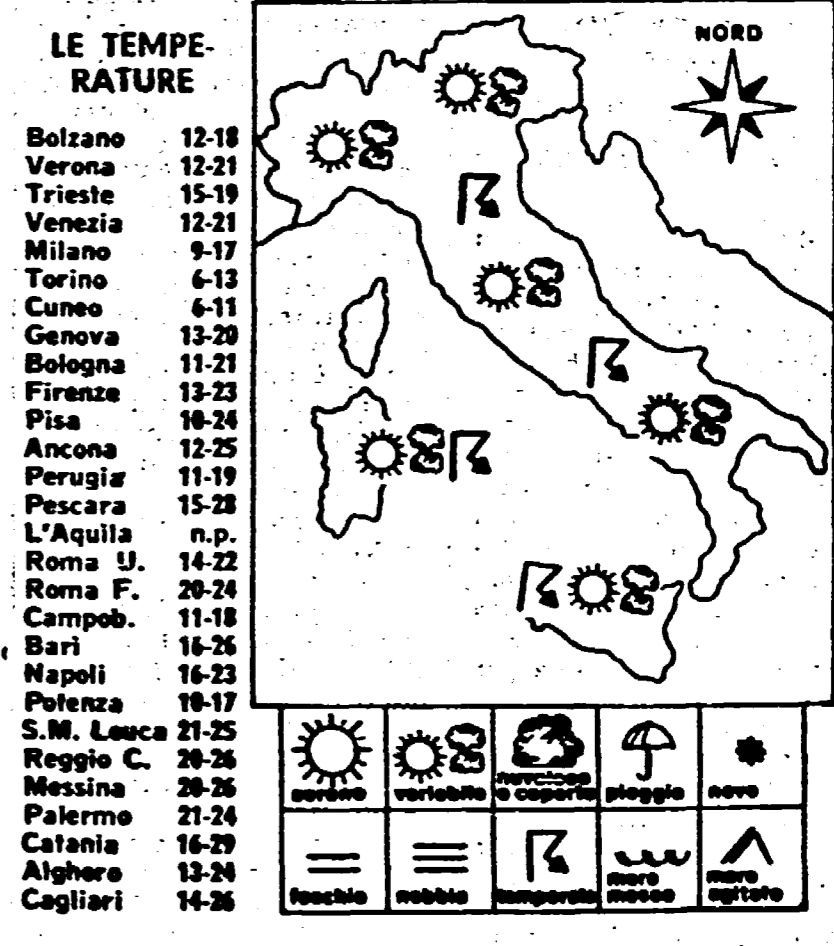 LE TEMPE-
RATURE
Bolzano 12-18
Verona 12-21
Trieste 15-19
Venezia 12-21
Milano 9-17
Torino 6-13
Cuneo 6-11
Genova 13-20
Bologna 11-21
Firenze 13-23
Pisa 10-24
Ancona 12-25
Perugia 11-19
Pescara 15-28
L'Aquila n.p.
Roma U. 14-22
Roma F. 20-24
Campob. 11-18
Bari 16-26
Napoli 16-23
Potenza 10-17
S.M. Leuca 21-25
Reggio C. 20-26
Messina 20-26
Palermo 21-24
Catania 16-29
Alghero 13-24
Cagliari 14-26
NORD
sereno
variabile
nuvoloso
o coperto
pioggia
neve
foschia
nebbia
temporale
mare
mosso
mare
agitato